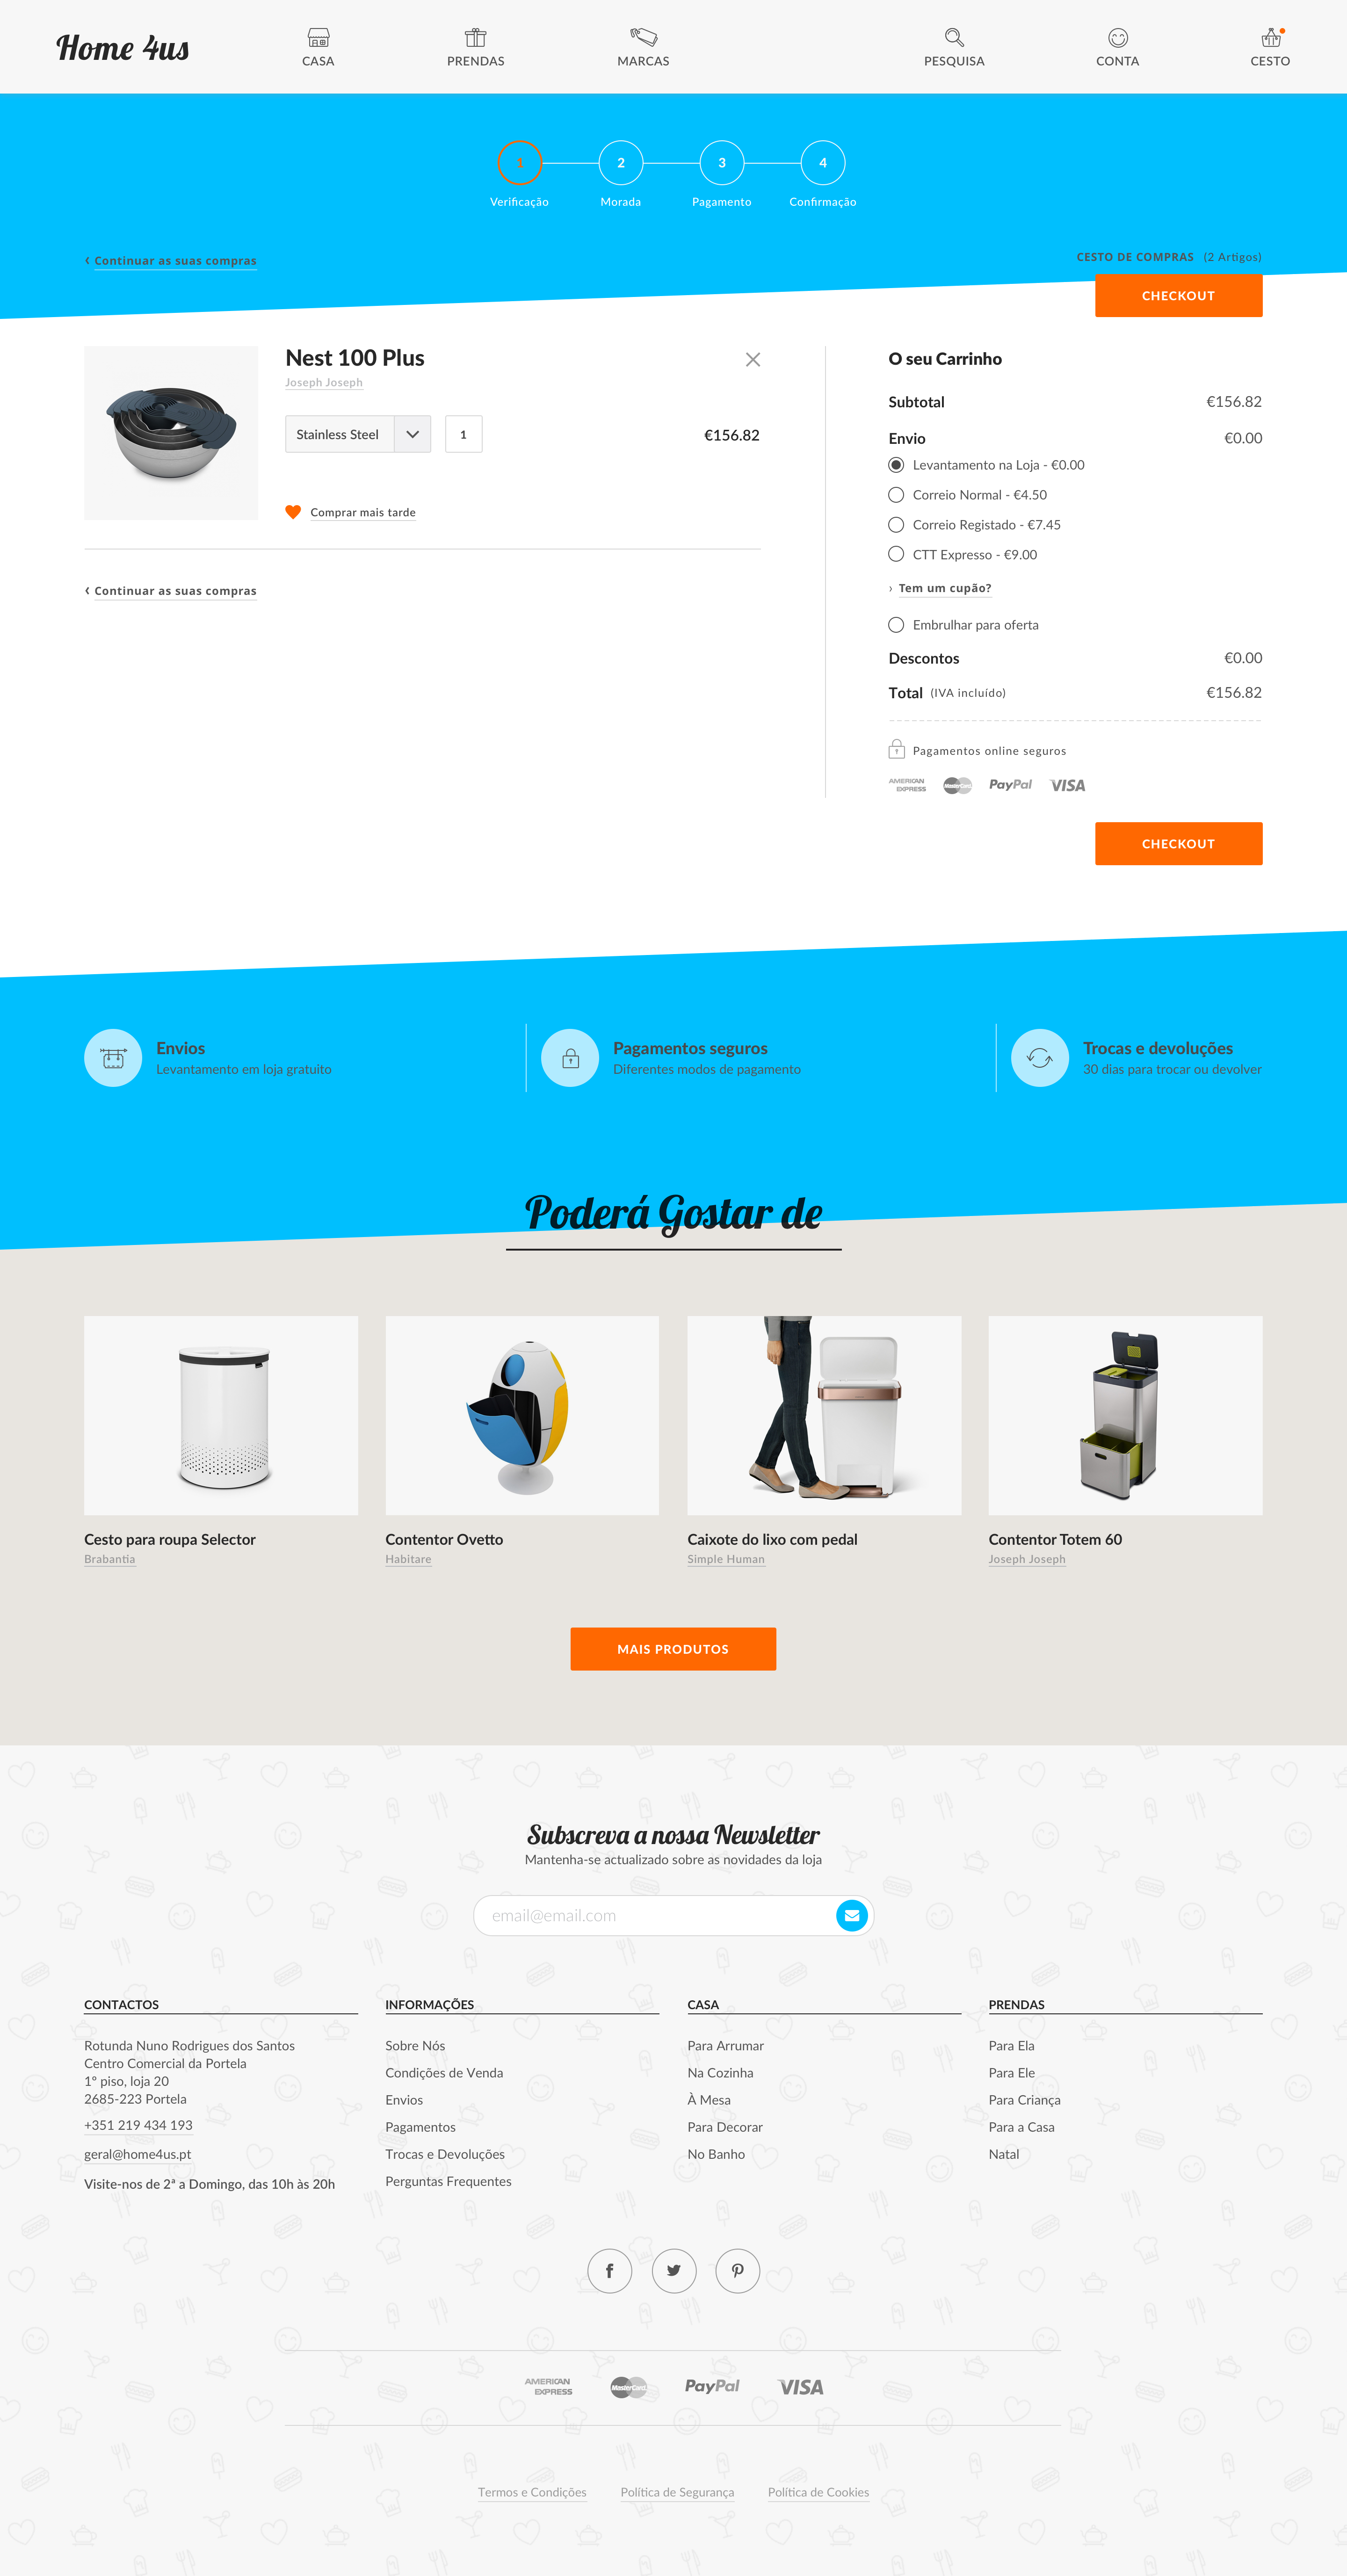 Home 4us
CASA
PRENDAS
MARCAS
PESQUISA
CONTA
CESTO
1
2
3
4
Verificação
Morada
Pagamento
Confirmação
‹ Continuar as suas compras
CESTO DE COMPRAS (2 Artigos)
CHECKOUT
Nest 100 Plus
Joseph Joseph
Stainless Steel
1
€156.82
Comprar mais tarde
‹ Continuar as suas compras
O seu Carrinho
Subtotal €156.82
Envio €0.00
Levantamento na Loja - €0.00
Correio Normal - €4.50
Correio Registado - €7.45
CTT Expresso - €9.00
› Tem um cupão?
Embrulhar para oferta
Descontos €0.00
Total (IVA incluído) €156.82
Pagamentos online seguros
AMERICAN EXPRESS
MasterCard
PayPal
VISA
CHECKOUT
Envios
Levantamento em loja gratuito
Pagamentos seguros
Diferentes modos de pagamento
Trocas e devoluções
30 dias para trocar ou devolver
Poderá Gostar de
Cesto para roupa Selector
Brabantia
Contentor Ovetto
Habitare
Caixote do lixo com pedal
Simple Human
Contentor Totem 60
Joseph Joseph
MAIS PRODUTOS
Subscreva a nossa Newsletter
Mantenha-se actualizado sobre as novidades da loja
email@email.com
CONTACTOS
Rotunda Nuno Rodrigues dos Santos
Centro Comercial da Portela
1º piso, loja 20
2685-223 Portela
+351 219 434 193
geral@home4us.pt
Visite-nos de 2ª a Domingo, das 10h às 20h
INFORMAÇÕES
Sobre Nós
Condições de Venda
Envios
Pagamentos
Trocas e Devoluções
Perguntas Frequentes
CASA
Para Arrumar
Na Cozinha
À Mesa
Para Decorar
No Banho
PRENDAS
Para Ela
Para Ele
Para Criança
Para a Casa
Natal
AMERICAN EXPRESS
MasterCard
PayPal
VISA
Termos e Condições
Política de Segurança
Política de Cookies